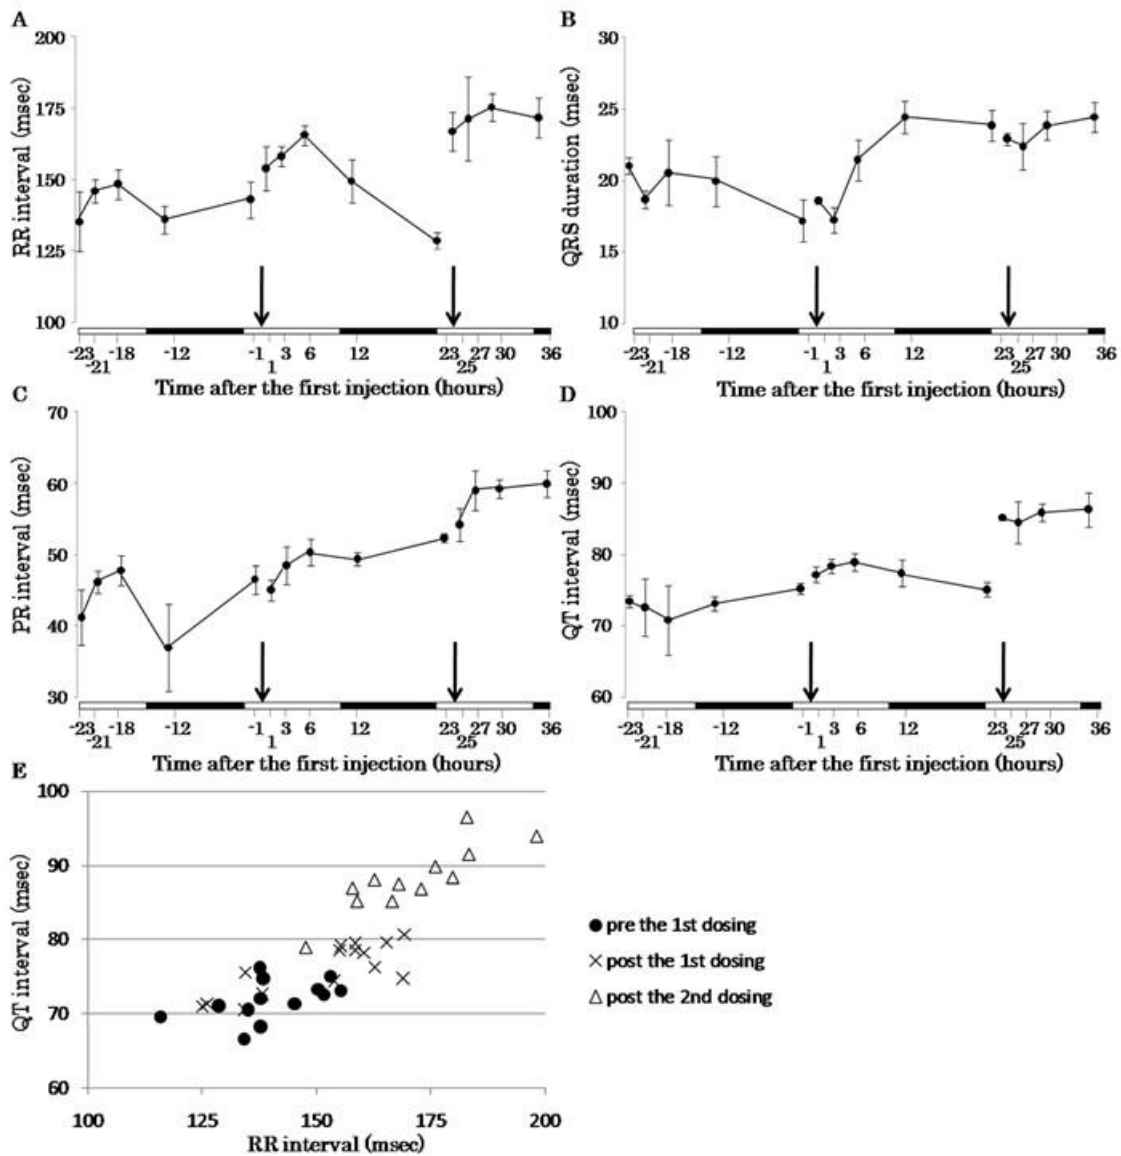 A
B
200
175
150
125
100
RR interval (msec)
-23 -18 -12 -1 3 6 12 23 27 30 36
-21 1 25
Time after the first injection (hours)
30
25
20
15
10
QRS duration (msec)
-23 -18 -12 -1 3 6 12 23 27 30 36
-21 1 25
Time after the first injection (hours)
C
D
70
60
50
40
30
PR interval (msec)
-23 -18 -12 -1 3 6 12 23 27 30 36
-21 1 25
Time after the first injection (hours)
100
90
80
70
60
QT interval (msec)
-23 -18 -12 -1 3 6 12 23 27 30 36
-21 1 25
Time after the first injection (hours)
E
100
90
80
70
60
QT interval (msec)
100 125 150 175 200
RR interval (msec)
pre the 1st dosing
post the 1st dosing
post the 2nd dosing